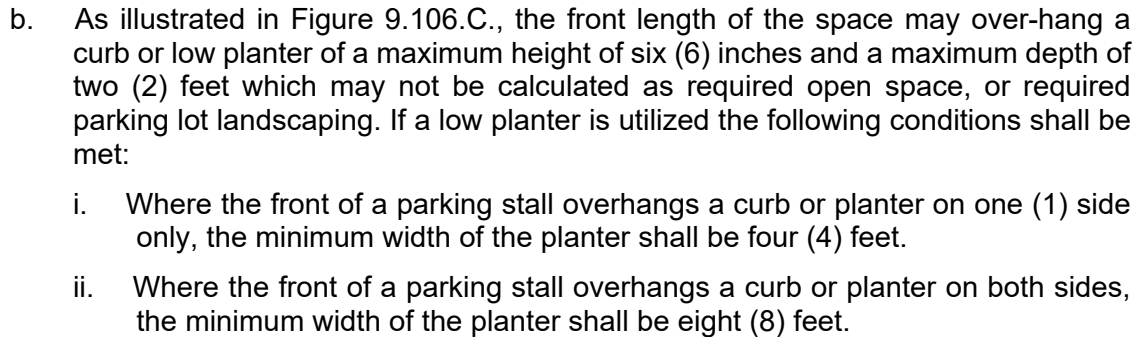 b. As illustrated in Figure 9.106.C., the front length of the space may over-hang a
curb or low planter of a maximum height of six (6) inches and a maximum depth of
two (2) feet which may not be calculated as required open space, or required
parking lot landscaping. If a low planter is utilized the following conditions shall be
met:
i. Where the front of a parking stall overhangs a curb or planter on one (1) side
only, the minimum width of the planter shall be four (4) feet.
ii. Where the front of a parking stall overhangs a curb or planter on both sides,
the minimum width of the planter shall be eight (8) feet.